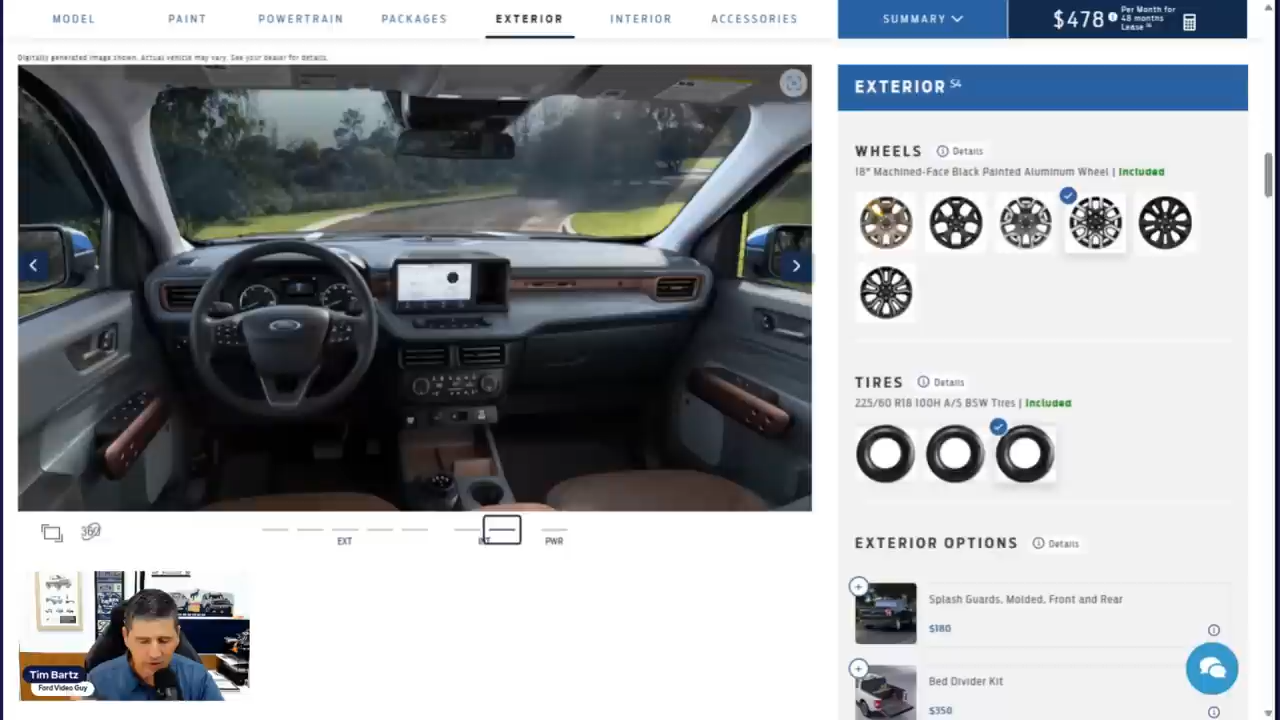 MODEL
PAINT
POWERTRAIN
PACKAGES
EXTERIOR
INTERIOR
ACCESSORIES
SUMMARY
$478
Per Month for
48 months
Lease
Digitally generated image shown. Actual vehicle may vary. See your dealer for details.
EXTERIOR 54
WHEELS Details
18" Machined-Face Black Painted Aluminum Wheel | Included
TIRES Details
225/60 R18 100H A/S BSW Tires | Included
EXTERIOR OPTIONS Details
Splash Guards, Molded, Front and Rear
$180
Bed Divider Kit
$350
360
EXT
INT
PWR
Tim Bartz
Ford Video Guy